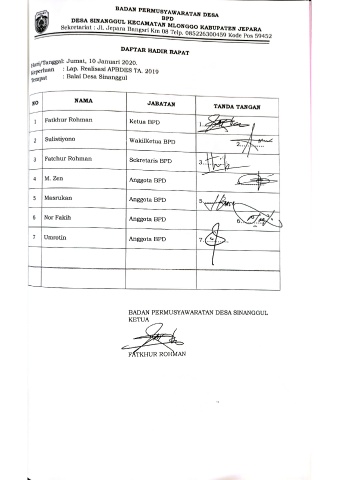 BADAN PERMUSYAWARATAN DESA
BPD
DESA SINANGGUL KECAMATAN MLONGGO KABUPATEN JEPARA
Sekretariat : Jl. Jepara Bangsri Km 08 Telp. 085226300459 Kode Pos 59452
DAFTAR HADIR RAPAT
Hari/Tanggal: Jumat, 10 Januari 2020.
Keperluan : Lap. Realisasi APBDES TA. 2019
Tempat : Balai Desa Sinanggul
NO NAMA JABATAN TANDA TANGAN
1 Fatkhur Rohman Ketua BPD 1.
2 Sulistiyono WakilKetua BPD 2.
3 Fatchur Rohman Sekretaris BPD 3.
4 M. Zen Anggota BPD
5 Masrukan Anggota BPD 5.
6 Nor Fakih Anggota BPD 6.
7 Umrotin Anggota BPD 7.
BADAN PERMUSYAWARATAN DESA SINANGGUL
KETUA
FATKHUR ROHMAN